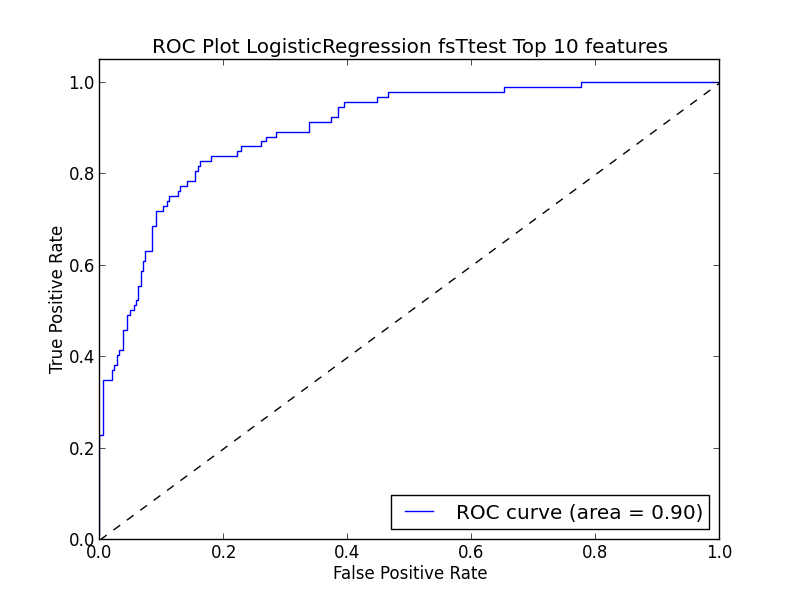 ROC Plot LogisticRegression fsTtest Top 10 features
True Positive Rate
1.0
0.8
0.6
0.4
0.2
0.0
ROC curve (area = 0.90)
0.0 0.2 0.4 0.6 0.8 1.0
False Positive Rate